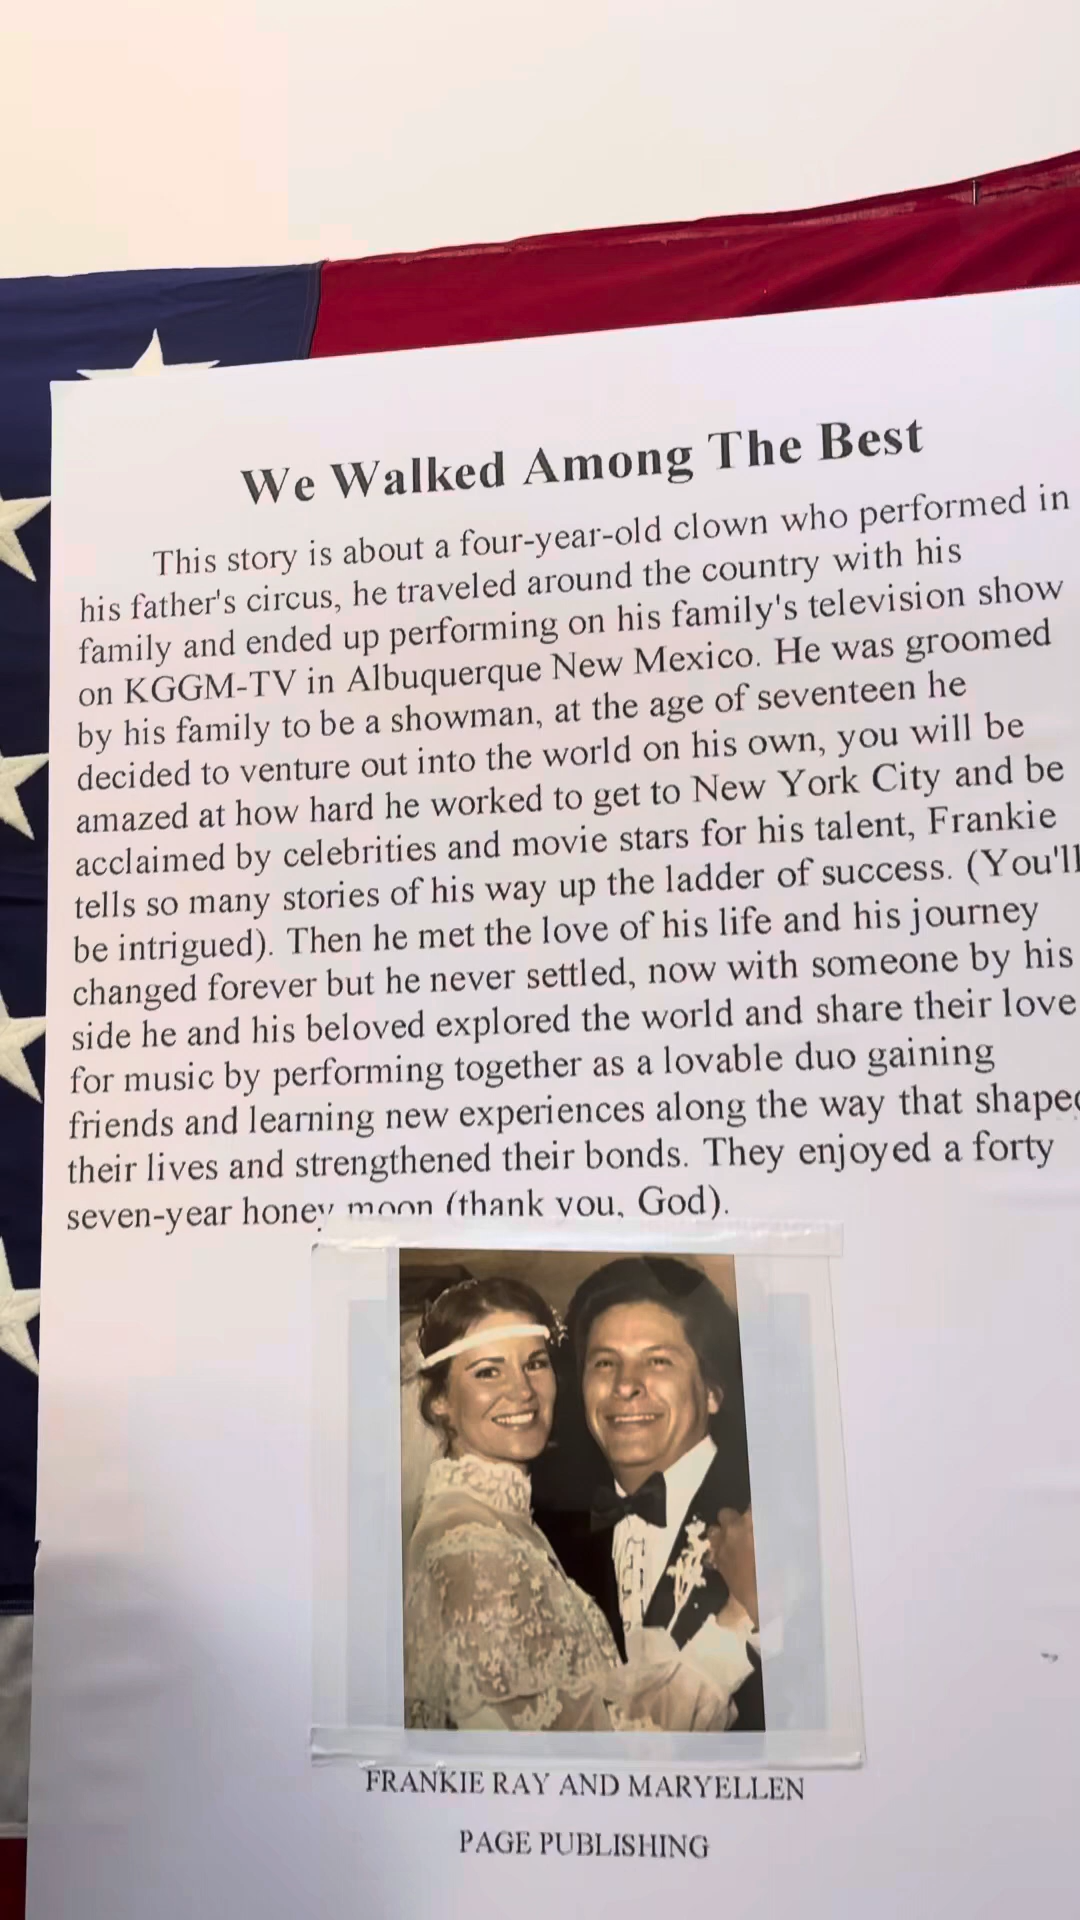 We Walked Among The Best
This story is about a four-year-old clown who performed in
his father's circus, he traveled around the country with his
family and ended up performing on his family's television show
on KGGM-TV in Albuquerque New Mexico. He was groomed
by his family to be a showman, at the age of seventeen he
decided to venture out into the world on his own, you will be
amazed at how hard he worked to get to New York City and be
acclaimed by celebrities and movie stars for his talent, Frankie
tells so many stories of his way up the ladder of success. (You'll
be intrigued). Then he met the love of his life and his journey
changed forever but he never settled, now with someone by his
side he and his beloved explored the world and share their love
for music by performing together as a lovable duo gaining
friends and learning new experiences along the way that shaped
their lives and strengthened their bonds. They enjoyed a forty
seven-year honey moon (thank you, God).
FRANKIE RAY AND MARYELLEN
PAGE PUBLISHING